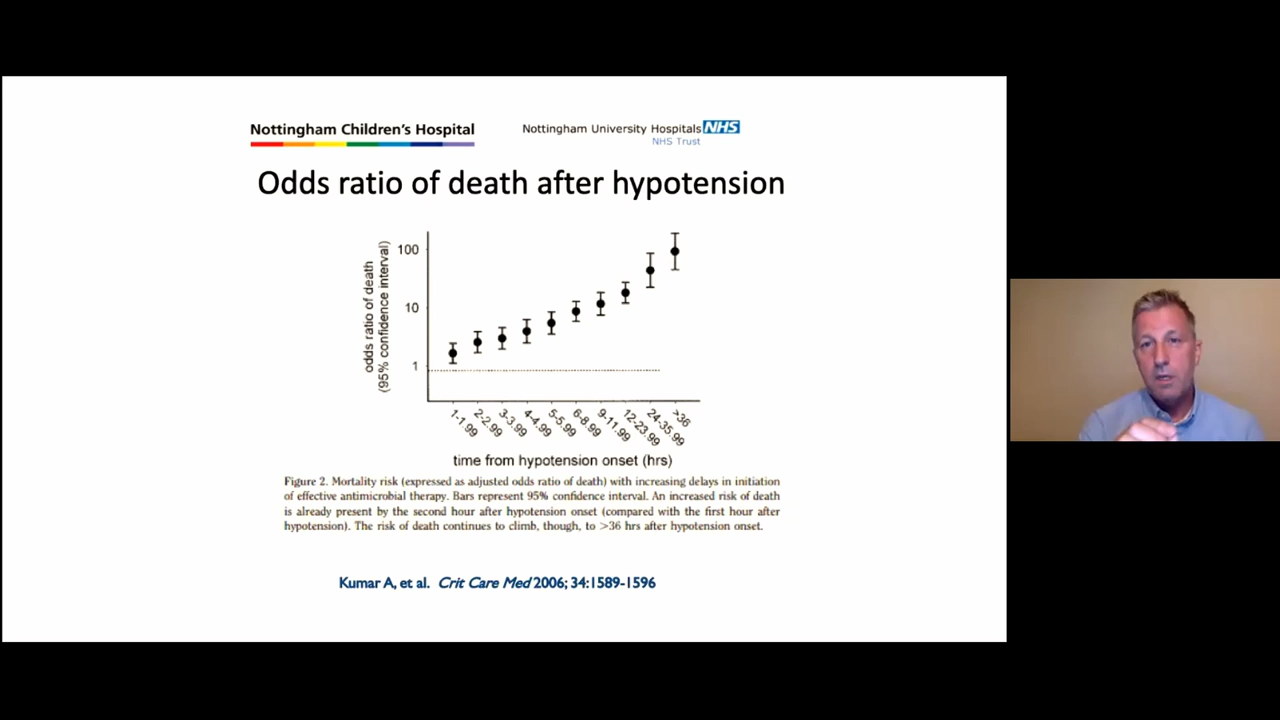 Nottingham Children's Hospital
Nottingham University Hospitals NHS
NHS Trust
Odds ratio of death after hypotension
odds ratio of death
(95% confidence interval)
100
10
1
1-1.99
2-2.99
3-3.99
4-4.99
5-5.99
6-8.99
9-11.99
12-23.99
24-35.99
>36
time from hypotension onset (hrs)
Figure 2. Mortality risk (expressed as adjusted odds ratio of death) with increasing delays in initiation
of effective antimicrobial therapy. Bars represent 95% confidence interval. An increased risk of death
is already present by the second hour after hypotension onset (compared with the first hour after
hypotension). The risk of death continues to climb, though, to >36 hrs after hypotension onset.
Kumar A, et al. Crit Care Med 2006; 34:1589-1596